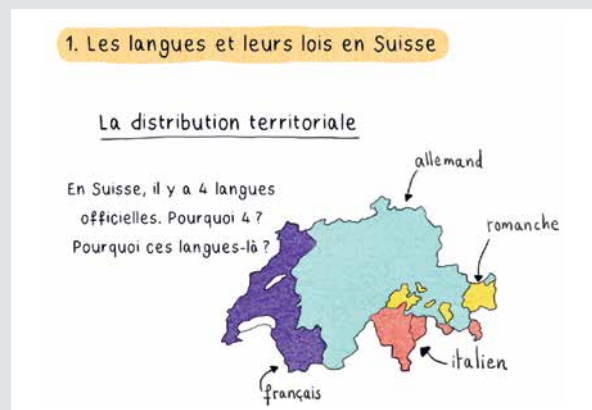 1. Les langues et leurs lois en Suisse
La distribution territoriale
En Suisse, il y a 4 langues
officielles. Pourquoi 4 ?
Pourquoi ces langues-là ?
allemand
romanche
italien
français